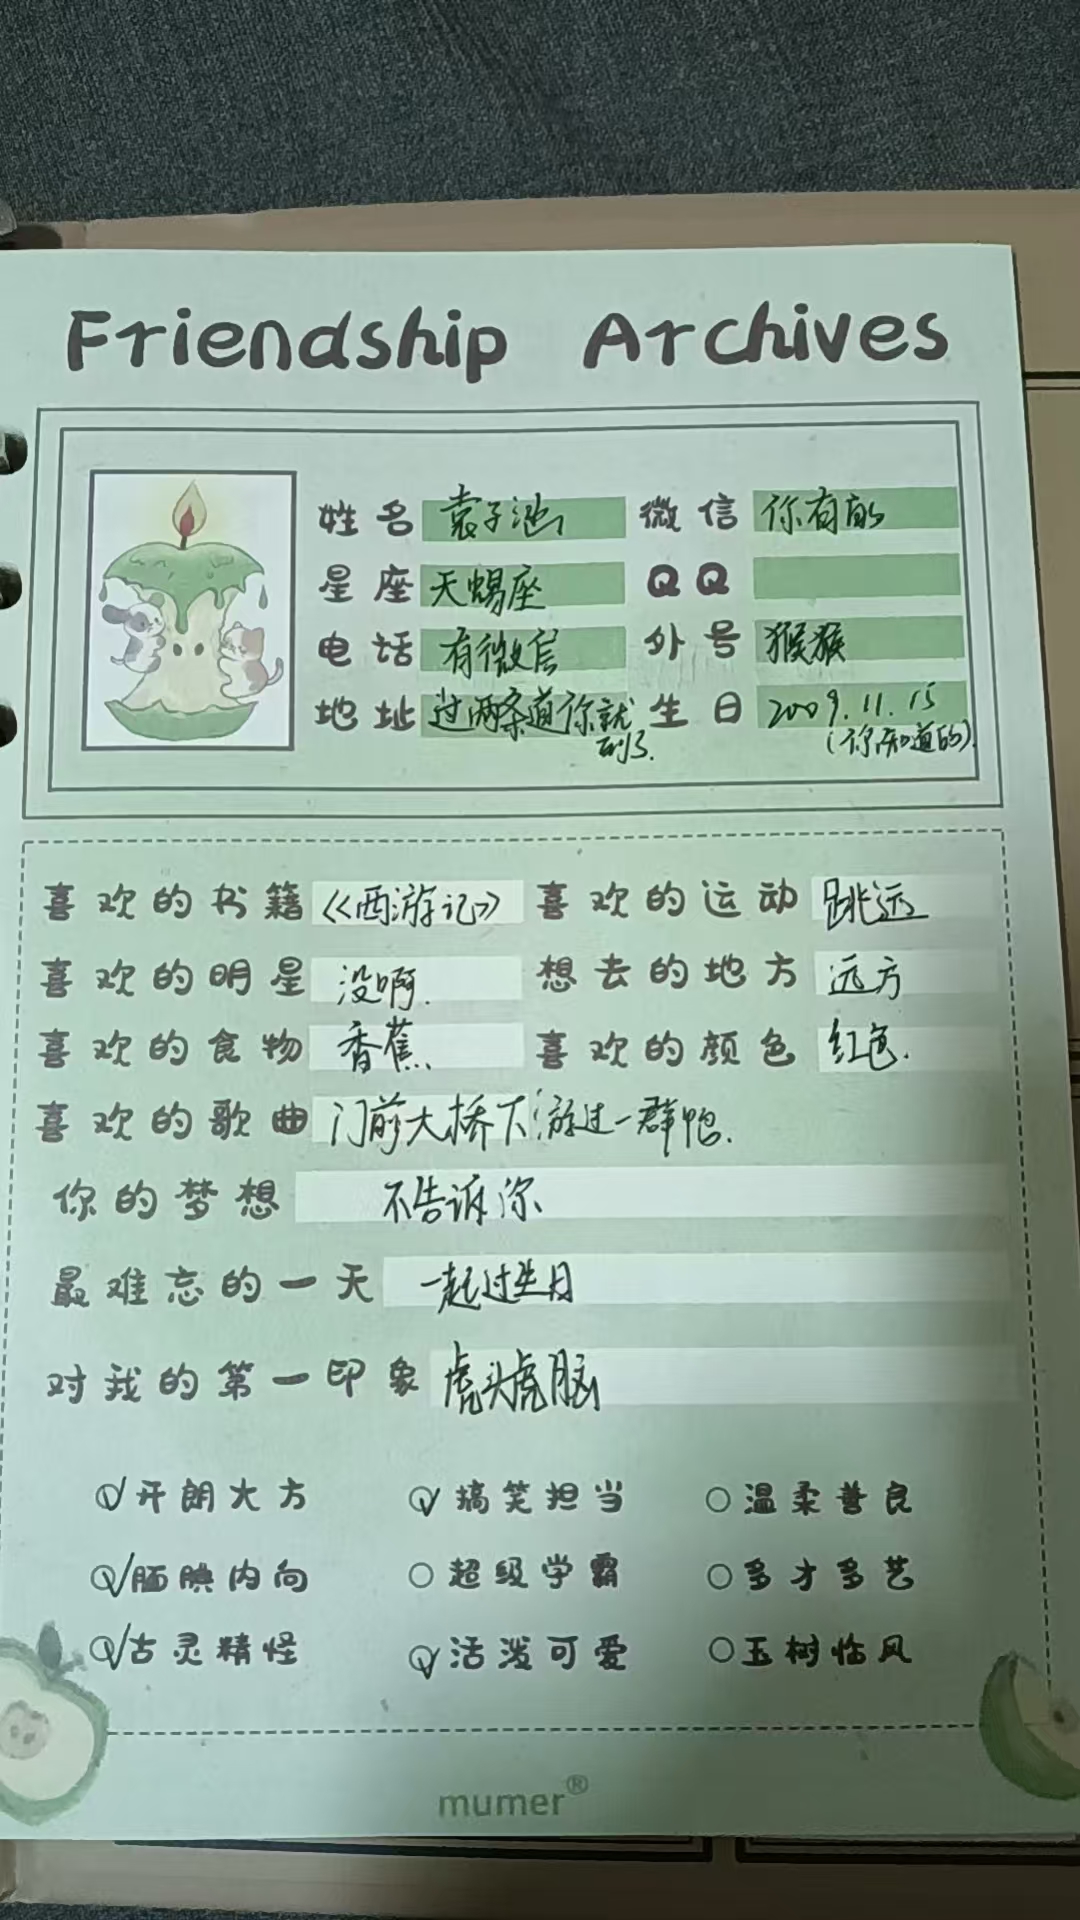 Friendship Archives
姓名 袁子池 微信 你有的
星座 天蝎座 QQ
电话 有微信 外号 猴猴
地址 过两条道你就到了. 生日 2009.11.15
(你知道的).
喜欢的书籍 《西游记》 喜欢的运动 跳远
喜欢的明星 没啊. 想去的地方 远方
喜欢的食物 香蕉 喜欢的颜色 红色.
喜欢的歌曲 门前大桥下游过一群鸭.
你的梦想 不告诉你
最难忘的一天 一起过生日
对我的第一印象 虎头虎脑
开朗大方 搞笑担当 温柔善良
腼腆内向 超级学霸 多才多艺
古灵精怪 活泼可爱 玉树临风
mumer®